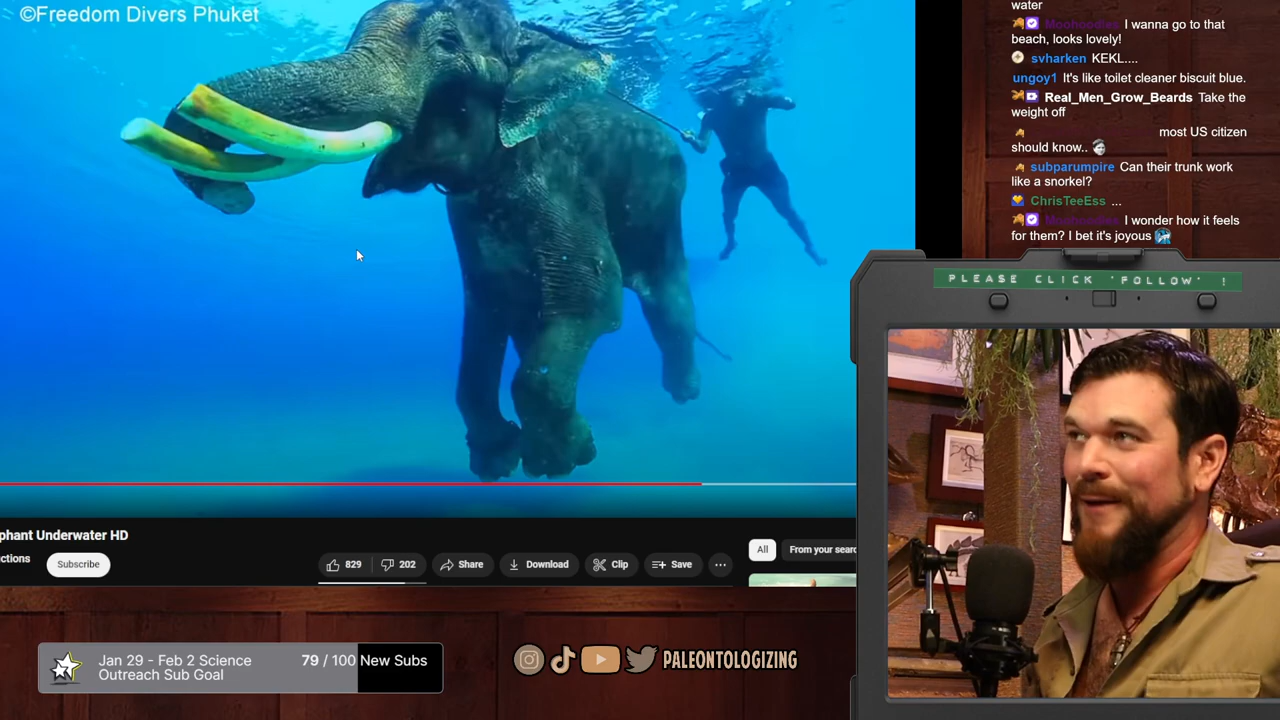 ©Freedom Divers Phuket
phant Underwater HD
ctions
Subscribe
829
202
Share
Download
Clip
Save
All
From your searc
Jan 29 - Feb 2 Science
Outreach Sub Goal
79 / 100 New Subs
PALEONTOLOGIZING
water
Moohoodles I wanna go to that
beach, looks lovely!
svharken KEKL....
ungoy1 It's like toilet cleaner biscuit blue.
Real_Men_Grow_Beards Take the
weight off
most US citizen
should know..
subparumpire Can their trunk work
like a snorkel?
ChrisTeeEss ...
Moohoodles I wonder how it feels
for them? I bet it's joyous
PLEASE CLICK 'FOLLOW' !